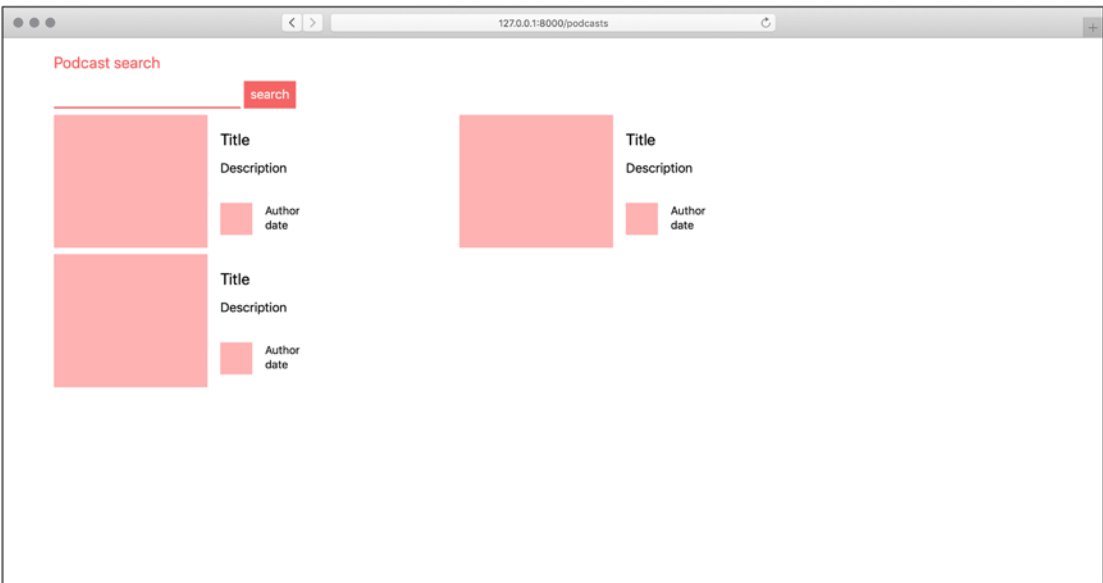 127.0.0.1:8000/podcasts
Podcast search
search
Title
Description
Author
date
Title
Description
Author
date
Title
Description
Author
date